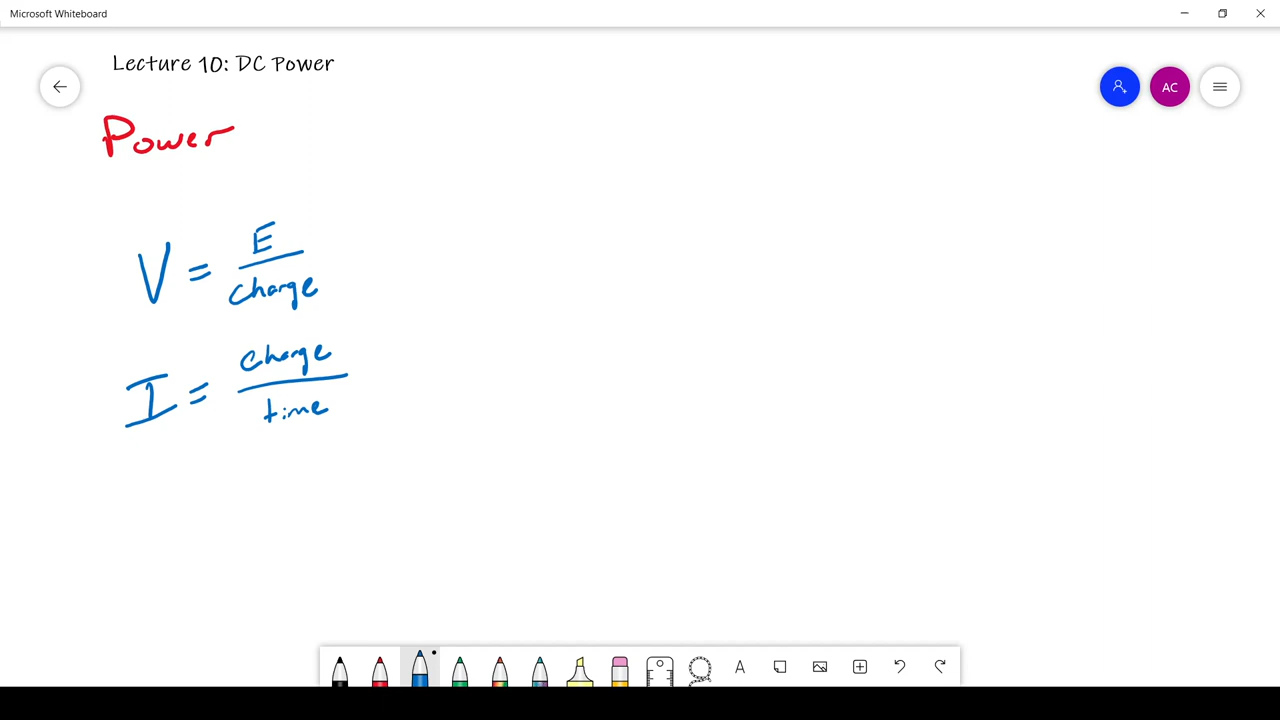 Microsoft Whiteboard
Lecture 10: DC Power
AC
Power
V = E / charge
I = charge / time
A